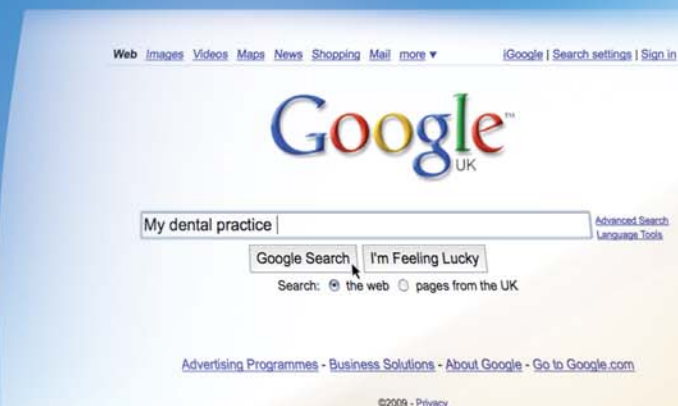 Web Images Videos Maps News Shopping Mail more ▼ iGoogle | Search settings | Sign in
Google™
UK
My dental practice
Advanced Search
Language Tools
Google Search I'm Feeling Lucky
Search: the web pages from the UK
Advertising Programmes - Business Solutions - About Google - Go to Google.com
©2009 - Privacy